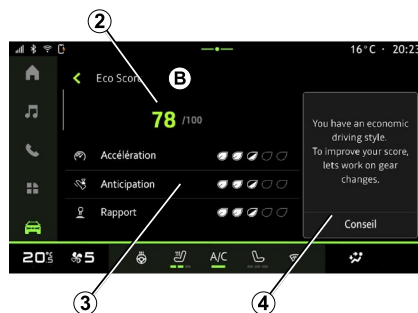 2
16°C · 20:23
Eco Score
B
78 /100
You have an economic
driving style.
To improve your score,
lets work on gear
changes.
Accélération
Anticipation
Rapport
Conseil
20°5
5
A/C
3
4